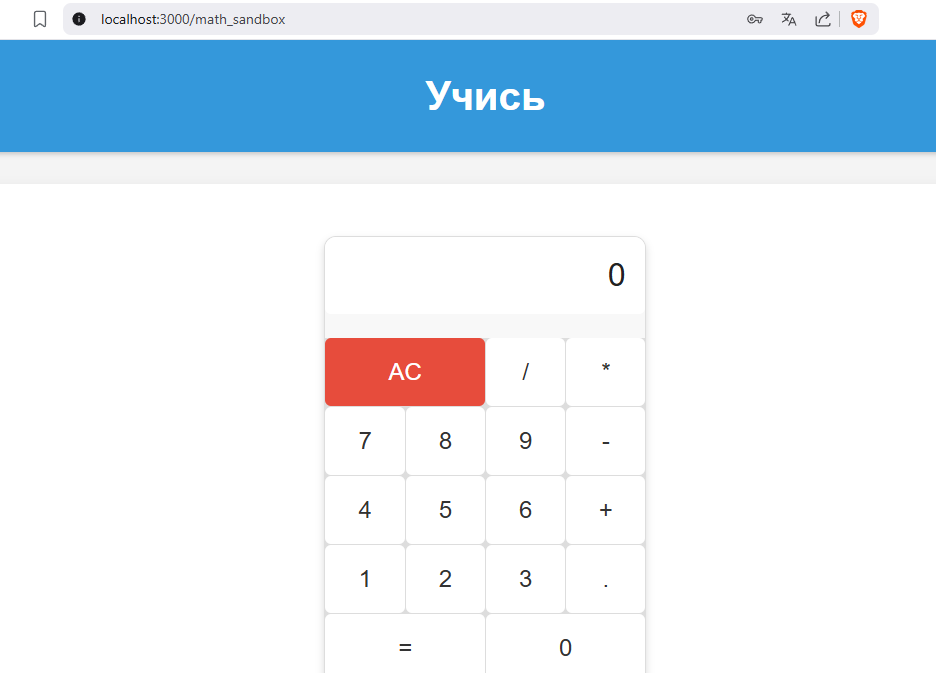 localhost:3000/math_sandbox
Учись
0
AC / *
7 8 9 -
4 5 6 +
1 2 3 .
= 0